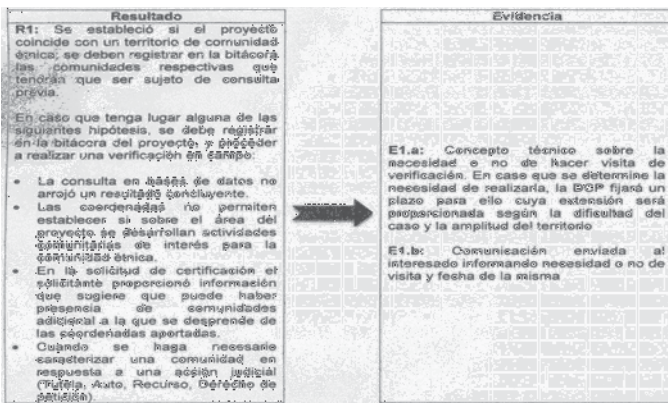 Resultado
R1: Se estableció si el proyecto
coincide con un territorio de comunidad
étnica; se deben registrar en la bitácora
las comunidades respectivas que
tendrán que ser sujeto de consulta
previa.
En caso que tenga lugar alguna de las
siguientes hipótesis, se debe registrar
en la bitácora del proyecto, y proceder
a realizar una verificación en campo:
• La consulta en bases de datos no
arrojó un resultado concluyente.
• Las coordenadas no permiten
establecer si sobre el área del
proyecto se desarrollan actividades
comunitarias de interés para la
comunidad étnica.
• En la solicitud de certificación el
solicitante proporcionó información
que sugiere que puede haber
presencia de comunidades
adicional a la que se desprende de
las coordenadas aportadas.
• Cuando se haga necesario
caracterizar una comunidad en
respuesta a una acción judicial
(Tutela, Auto, Recurso, Derecho de
petición).
Evidencia
E1.a: Concepto técnico sobre la
necesidad o no de hacer visita de
verificación. En case que se determine la
necesidad de realizarla, la DCP fijará un
plazo para ello cuya extensión será
proporcionada según la dificultad del
caso y la amplitud del territorio
E1.b: Comunicación enviada al
interesado informando necesidad o no de
visita y fecha de la misma